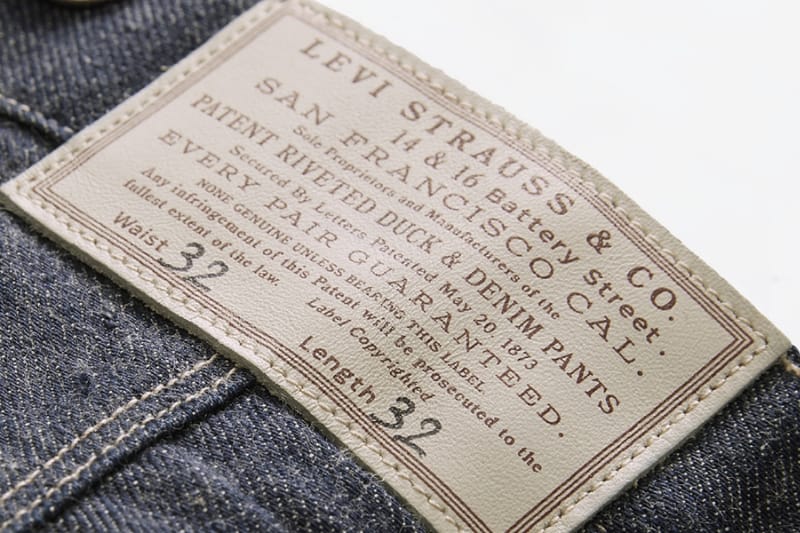 LEVI STRAUSS & CO.
14 & 16 Battery Street.
SAN FRANCISCO CAL.
Sole Proprietors and Manufacturers of the
PATENT RIVETED DUCK & DENIM PANTS
Secured By Letters Patented May 20, 1873
EVERY PAIR GUARANTEED.
NONE GENUINE UNLESS BEARING THIS LABEL
Any infringement of this Patent will be prosecuted to the
fullest extent of the law. Label Copyrighted
Waist 32 Length 32